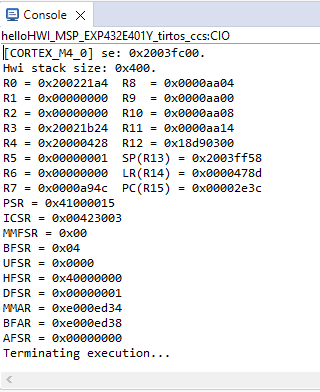 Console
helloHWI_MSP_EXP432E401Y_tirtos_ccs:CIO
[CORTEX_M4_0] se: 0x2003fc00.
Hwi stack size: 0x400.
R0 = 0x200221a4  R8  = 0x0000aa04
R1 = 0x00000000  R9  = 0x0000aa00
R2 = 0x00000000  R10 = 0x0000aa08
R3 = 0x20021b24  R11 = 0x0000aa14
R4 = 0x20000428  R12 = 0x18d90300
R5 = 0x00000001  SP(R13) = 0x2003ff58
R6 = 0x00000000  LR(R14) = 0x0000478d
R7 = 0x0000a94c  PC(R15) = 0x00002e3c
PSR = 0x41000015
ICSR = 0x00423003
MMFSR = 0x00
BFSR = 0x04
UFSR = 0x0000
HFSR = 0x40000000
DFSR = 0x00000001
MMAR = 0xe000ed34
BFAR = 0xe000ed38
AFSR = 0x00000000
Terminating execution...